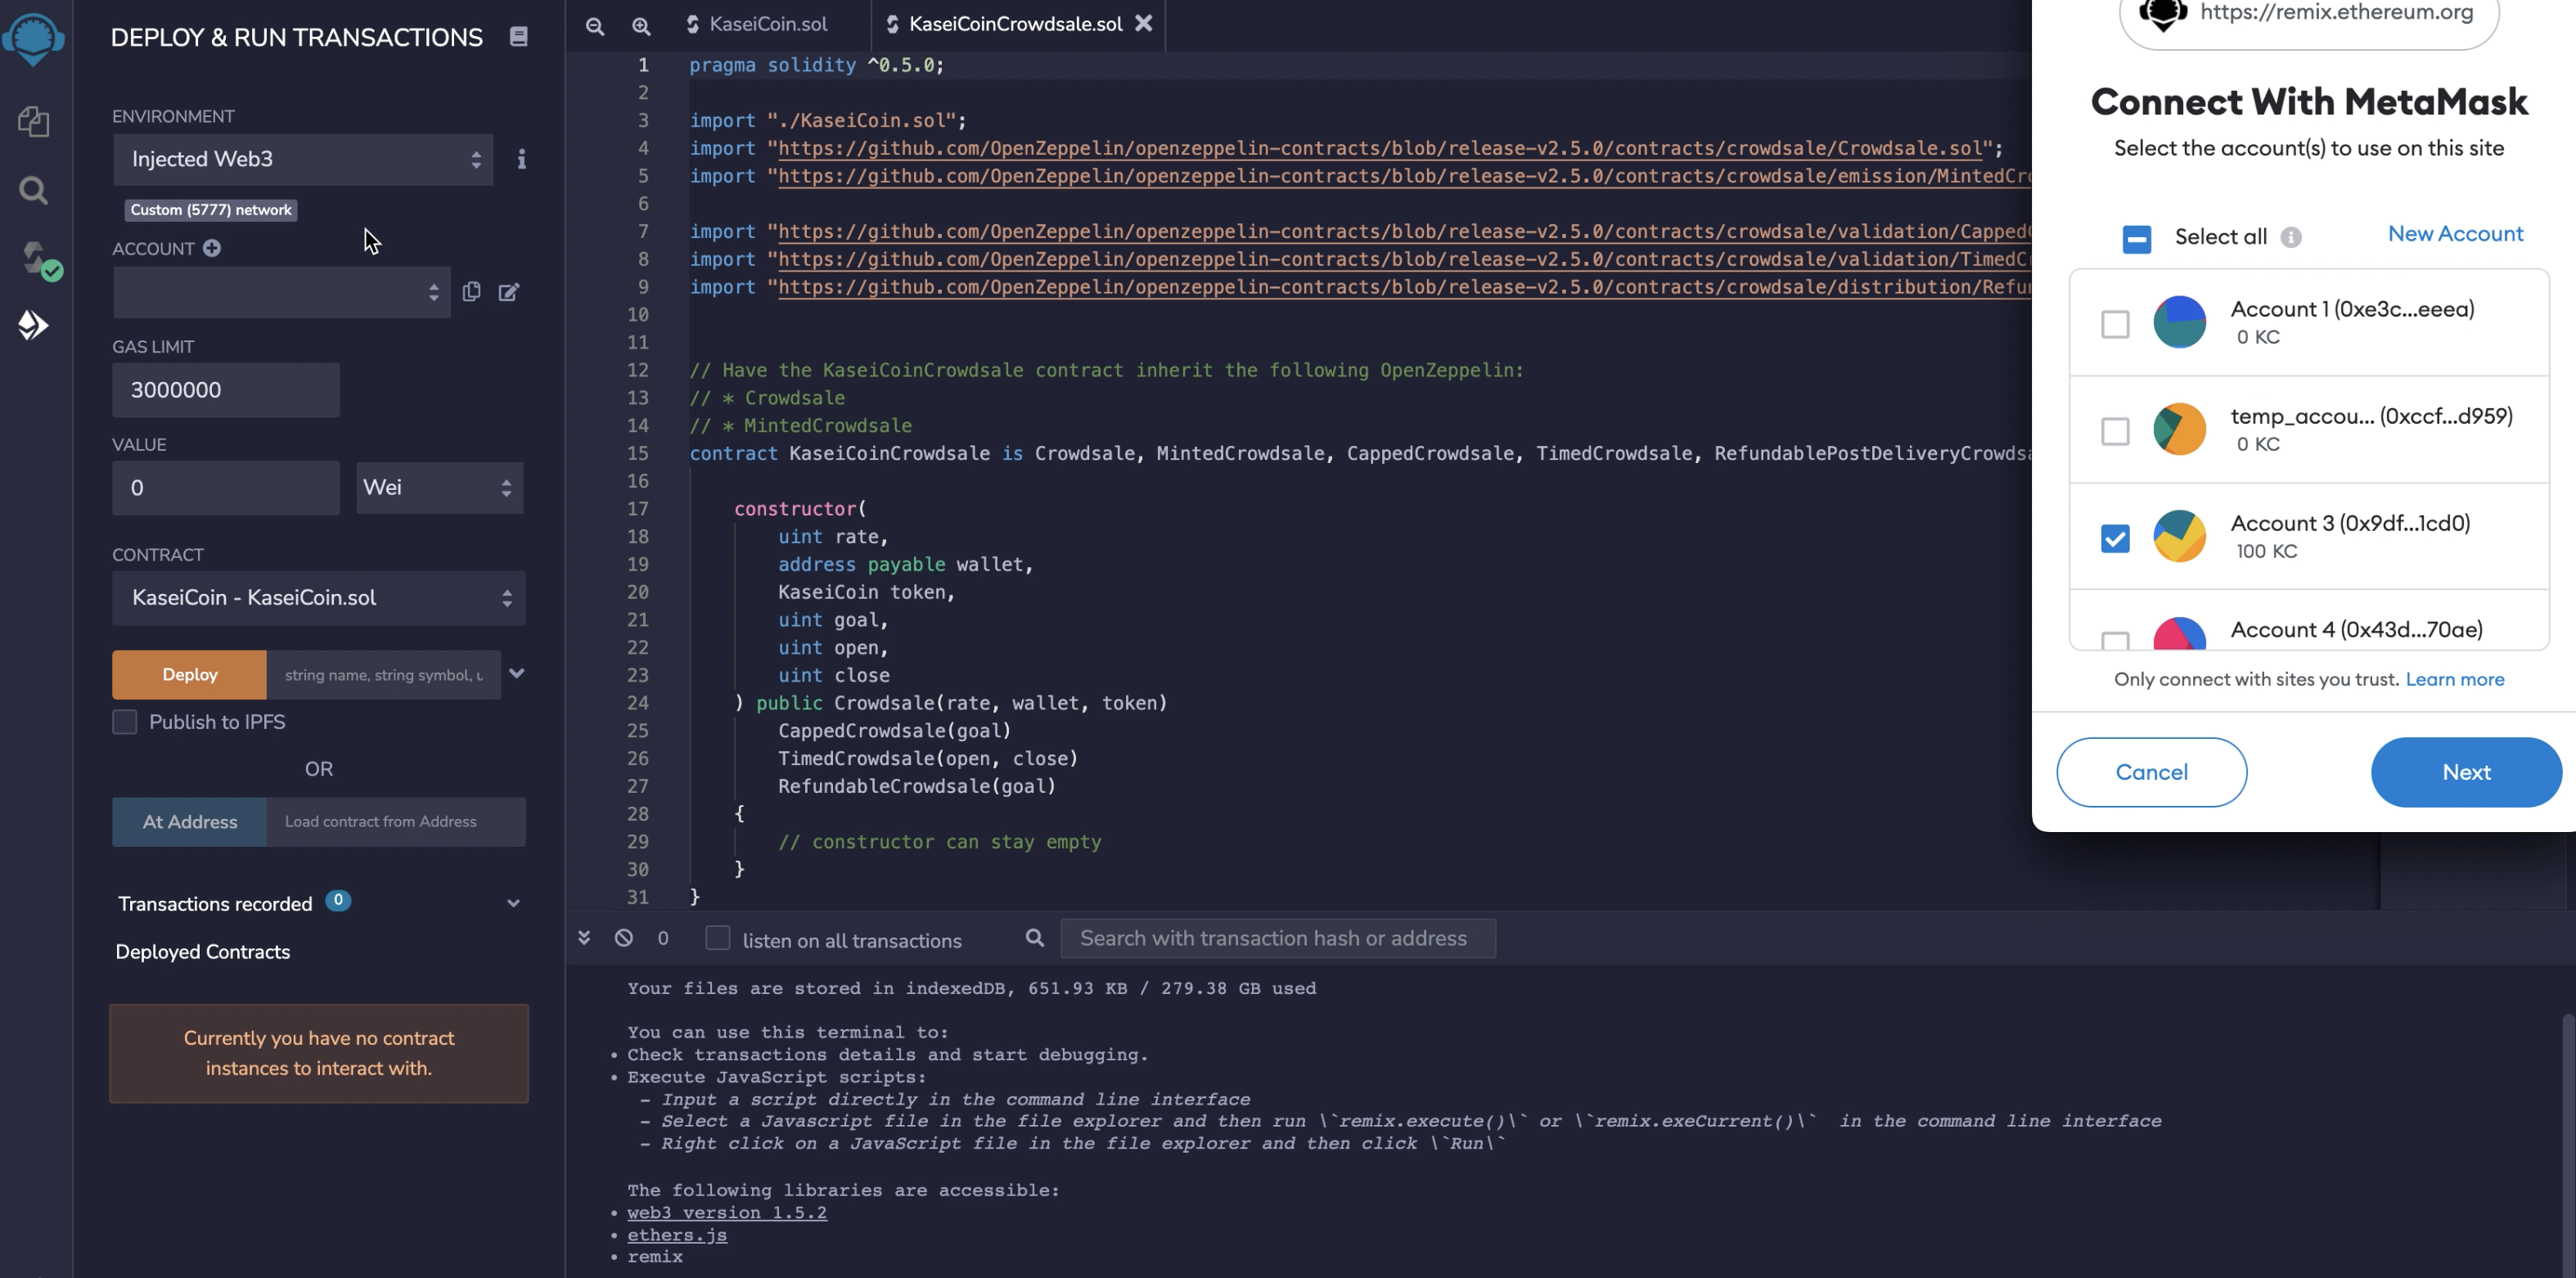 DEPLOY & RUN TRANSACTIONS
ENVIRONMENT
Injected Web3
Custom (5777) network
ACCOUNT
GAS LIMIT
3000000
VALUE
0
Wei
CONTRACT
KaseiCoin - KaseiCoin.sol
Deploy
string name, string symbol, u
Publish to IPFS
OR
At Address
Load contract from Address
Transactions recorded 0
Deployed Contracts
Currently you have no contract
instances to interact with.
KaseiCoin.sol
KaseiCoinCrowdsale.sol
1 pragma solidity ^0.5.0;
2
3 import "./KaseiCoin.sol";
4 import "https://github.com/OpenZeppelin/openzeppelin-contracts/blob/release-v2.5.0/contracts/crowdsale/Crowdsale.sol";
5 import "https://github.com/OpenZeppelin/openzeppelin-contracts/blob/release-v2.5.0/contracts/crowdsale/emission/MintedCro
6
7 import "https://github.com/OpenZeppelin/openzeppelin-contracts/blob/release-v2.5.0/contracts/crowdsale/validation/CappedC
8 import "https://github.com/OpenZeppelin/openzeppelin-contracts/blob/release-v2.5.0/contracts/crowdsale/validation/TimedCr
9 import "https://github.com/OpenZeppelin/openzeppelin-contracts/blob/release-v2.5.0/contracts/crowdsale/distribution/Refun
10
11
12 // Have the KaseiCoinCrowdsale contract inherit the following OpenZeppelin:
13 // * Crowdsale
14 // * MintedCrowdsale
15 contract KaseiCoinCrowdsale is Crowdsale, MintedCrowdsale, CappedCrowdsale, TimedCrowdsale, RefundablePostDeliveryCrowdsa
16
17 constructor(
18 uint rate,
19 address payable wallet,
20 KaseiCoin token,
21 uint goal,
22 uint open,
23 uint close
24 ) public Crowdsale(rate, wallet, token)
25 CappedCrowdsale(goal)
26 TimedCrowdsale(open, close)
27 RefundableCrowdsale(goal)
28 {
29 // constructor can stay empty
30 }
31 }
0
listen on all transactions
Search with transaction hash or address
Your files are stored in indexedDB, 651.93 KB / 279.38 GB used
You can use this terminal to:
• Check transactions details and start debugging.
• Execute JavaScript scripts:
- Input a script directly in the command line interface
- Select a Javascript file in the file explorer and then run \`remix.execute()\` or \`remix.exeCurrent()\` in the command line interface
- Right click on a JavaScript file in the file explorer and then click \`Run\`
The following libraries are accessible:
• web3 version 1.5.2
• ethers.js
• remix
https://remix.ethereum.org
Connect With MetaMask
Select the account(s) to use on this site
Select all
New Account
Account 1 (0xe3c...eeea)
0 KC
temp_accou... (0xccf...d959)
0 KC
Account 3 (0x9df...1cd0)
100 KC
Account 4 (0x43d...70ae)
Only connect with sites you trust. Learn more
Cancel
Next